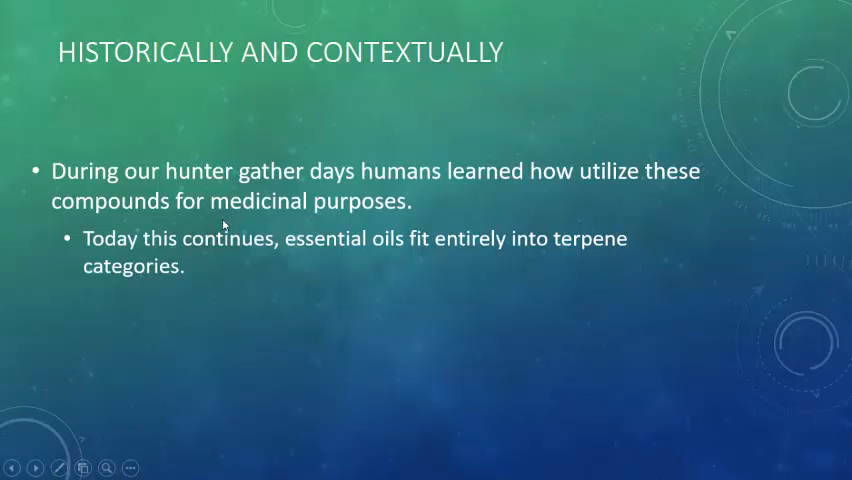 HISTORICALLY AND CONTEXTUALLY
• During our hunter gather days humans learned how utilize these
compounds for medicinal purposes.
• Today this continues, essential oils fit entirely into terpene
categories.